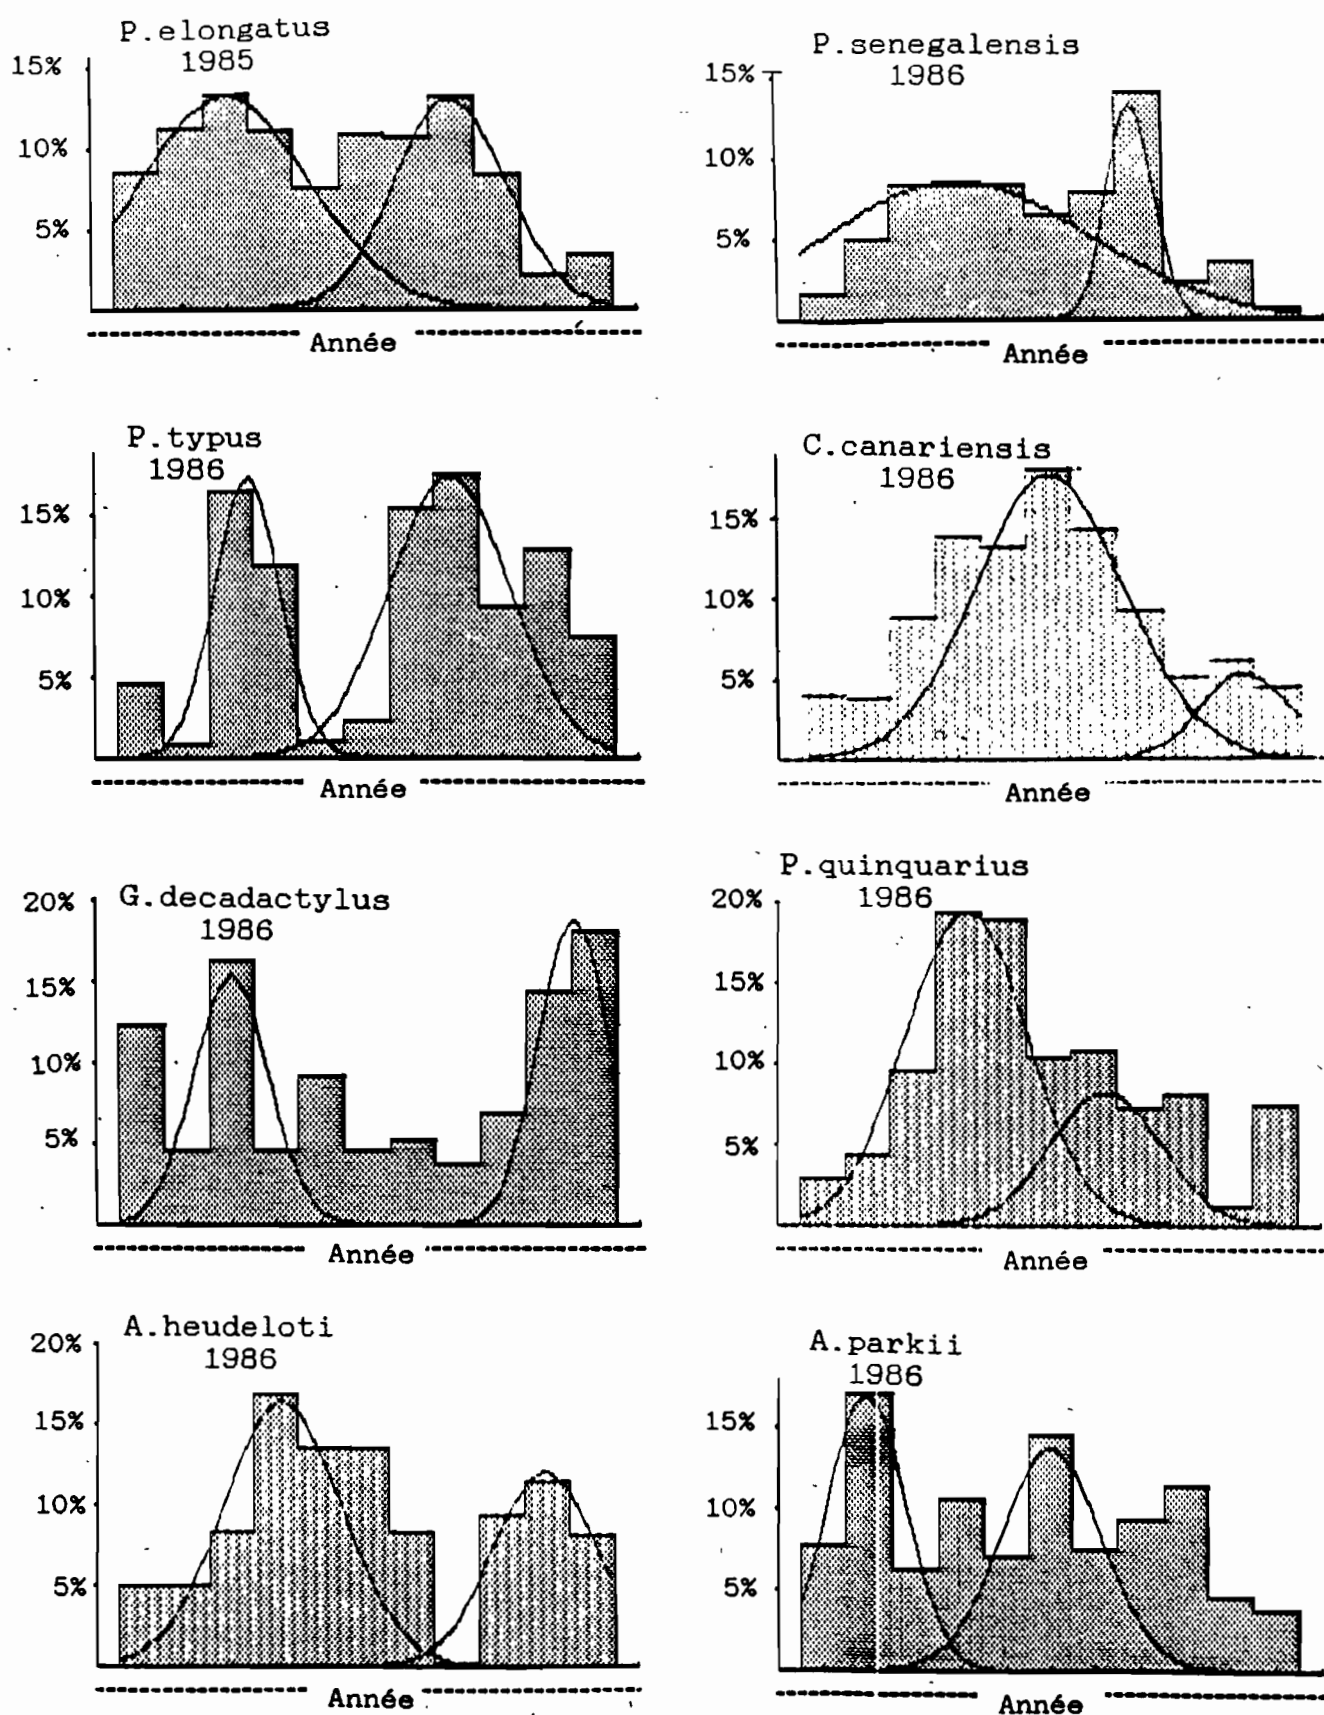 P.elongatus
1985
15%
10%
5%
Année
P.senegalensis
1986
15%
10%
5%
Année
P.typus
1986
15%
10%
5%
Année
C.canariensis
1986
15%
10%
5%
Année
G.decadactylus
1986
20%
15%
10%
5%
Année
P.quinquarius
1986
20%
15%
10%
5%
Année
A.heudeloti
1986
20%
15%
10%
5%
Année
A.parkii
1986
15%
10%
5%
Année